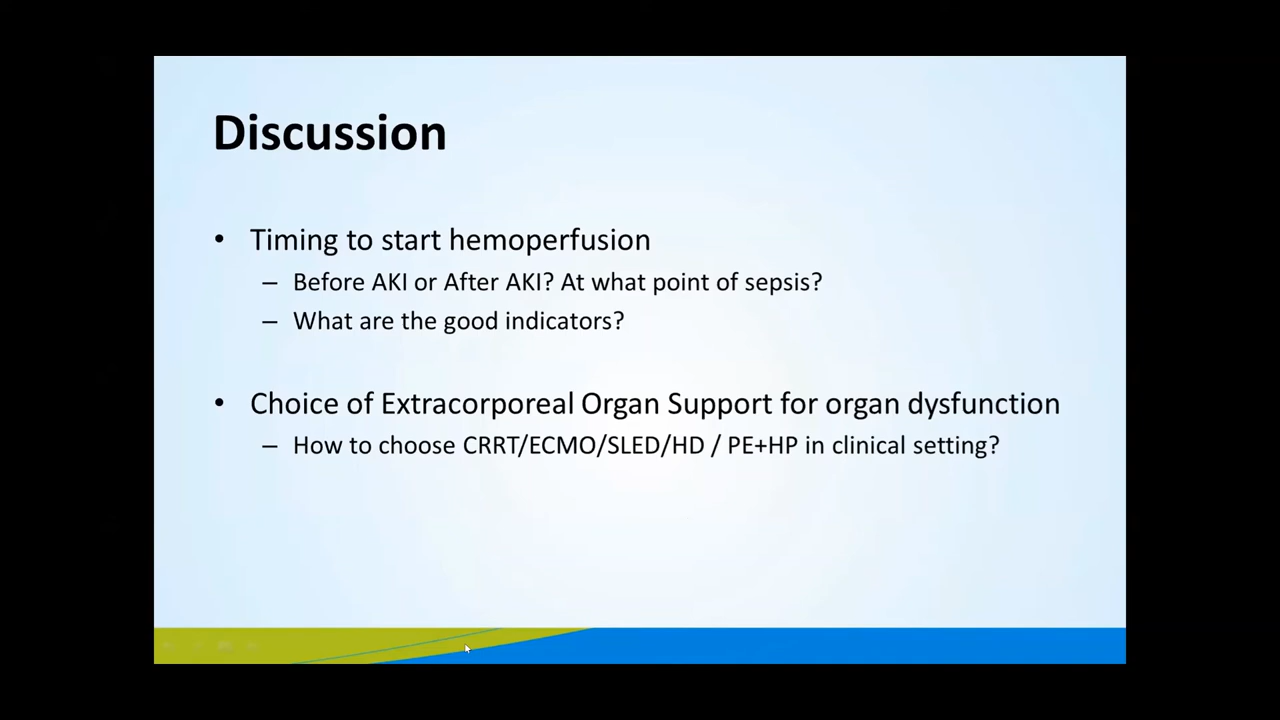 Discussion
• Timing to start hemoperfusion
– Before AKI or After AKI? At what point of sepsis?
– What are the good indicators?
• Choice of Extracorporeal Organ Support for organ dysfunction
– How to choose CRRT/ECMO/SLED/HD / PE+HP in clinical setting?